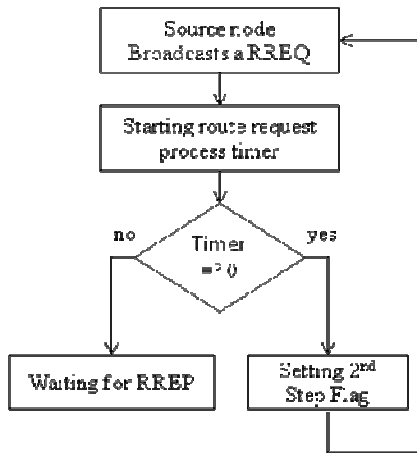 Source node
Broadcasts a RREQ
Starting route request
process timer
no
Timer
=? 0
yes
Waiting for RREP
Setting 2nd
Step Flag